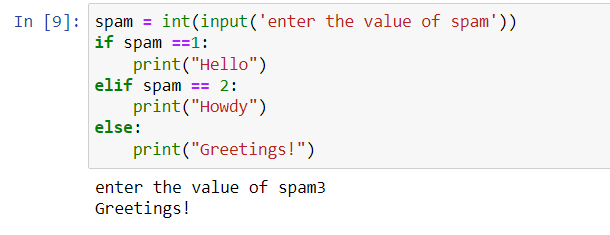 In [9]: spam = int(input('enter the value of spam'))
if spam ==1:
    print("Hello")
elif spam == 2:
    print("Howdy")
else:
    print("Greetings!")
enter the value of spam3
Greetings!